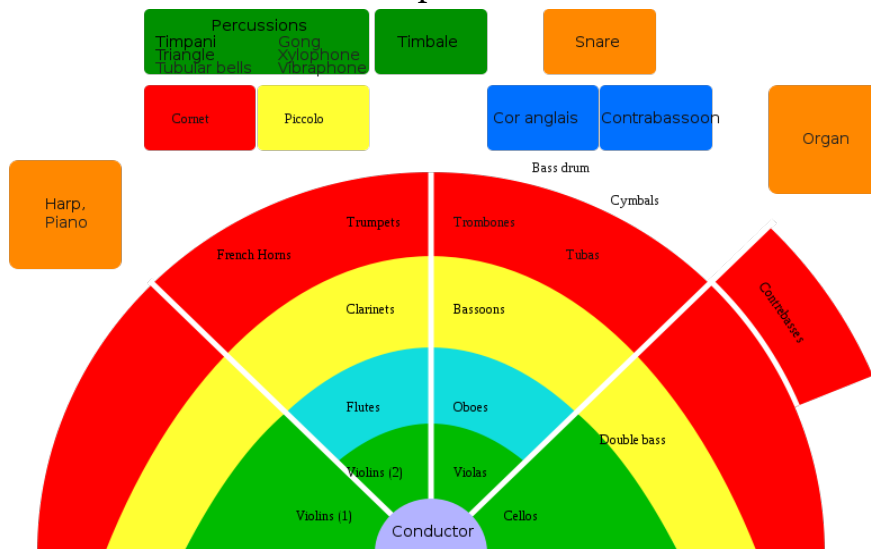 Percussions
Timpani Gong
Triangle Xylophone
Tubular bells Vibraphone
Timbale
Snare
Cornet
Piccolo
Cor anglais
Contrabassoon
Organ
Bass drum
Cymbals
Harp,
Piano
Trumpets
Trombones
French Horns
Tubas
Contrebasses
Clarinets
Bassoons
Flutes
Oboes
Double bass
Violins (2)
Violas
Violins (1)
Cellos
Conductor